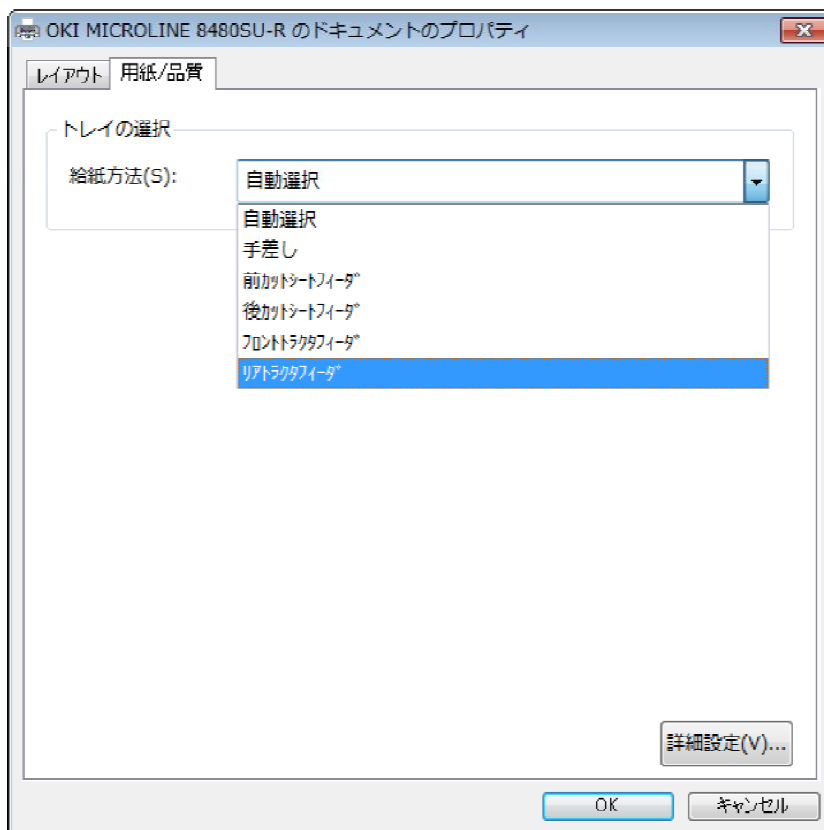 OKI MICROLINE 8480SU-R のドキュメントのプロパティ
レイアウト 用紙/品質
トレイの選択
給紙方法(S): 自動選択
自動選択
手差し
前ｶｯﾄｼｰﾄﾌｨｰﾀﾞ
後ｶｯﾄｼｰﾄﾌｨｰﾀﾞ
ﾌﾛﾝﾄﾄﾗｸﾀﾌｨｰﾀﾞ
ﾘｱﾄﾗｸﾀﾌｨｰﾀﾞ
詳細設定(V)...
OK キャンセル